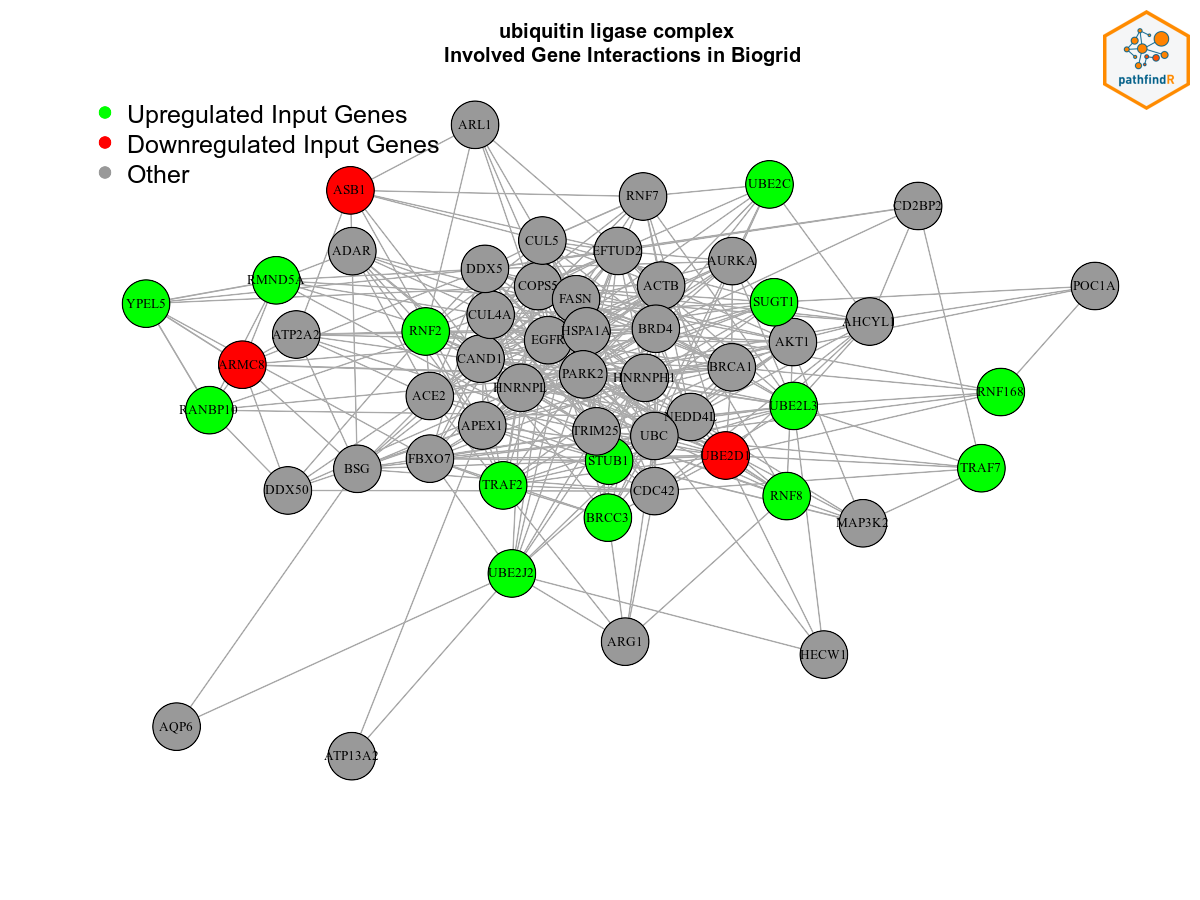 ubiquitin ligase complex
Involved Gene Interactions in Biogrid
pathfindR
Upregulated Input Genes
Downregulated Input Genes
Other
ARL1
ASB1
RNF7
UBE2C
CD2BP2
ADAR
CUL5
EFTUD2
AURKA
DDX5
RMND5A
COPS5
FASN
ACTB
POC1A
YPEL5
SUGT1
CUL4A
AHCYL1
ATP2A2
RNF2
HSPA1A
BRD4
EGFR
AKT1
CAND1
ARMC8
BRCA1
PARK2
HNRNPH1
HNRNPL
ACE2
RNF168
RANBP10
UBE2L3
NEDD4L
APEX1
TRIM25
UBC
FBXO7
STUB1
UBE2D1
BSG
TRAF7
DDX50
TRAF2
CDC42
RNF8
BRCC3
MAP3K2
UBE2J2
ARG1
HECW1
AQP6
ATP13A2